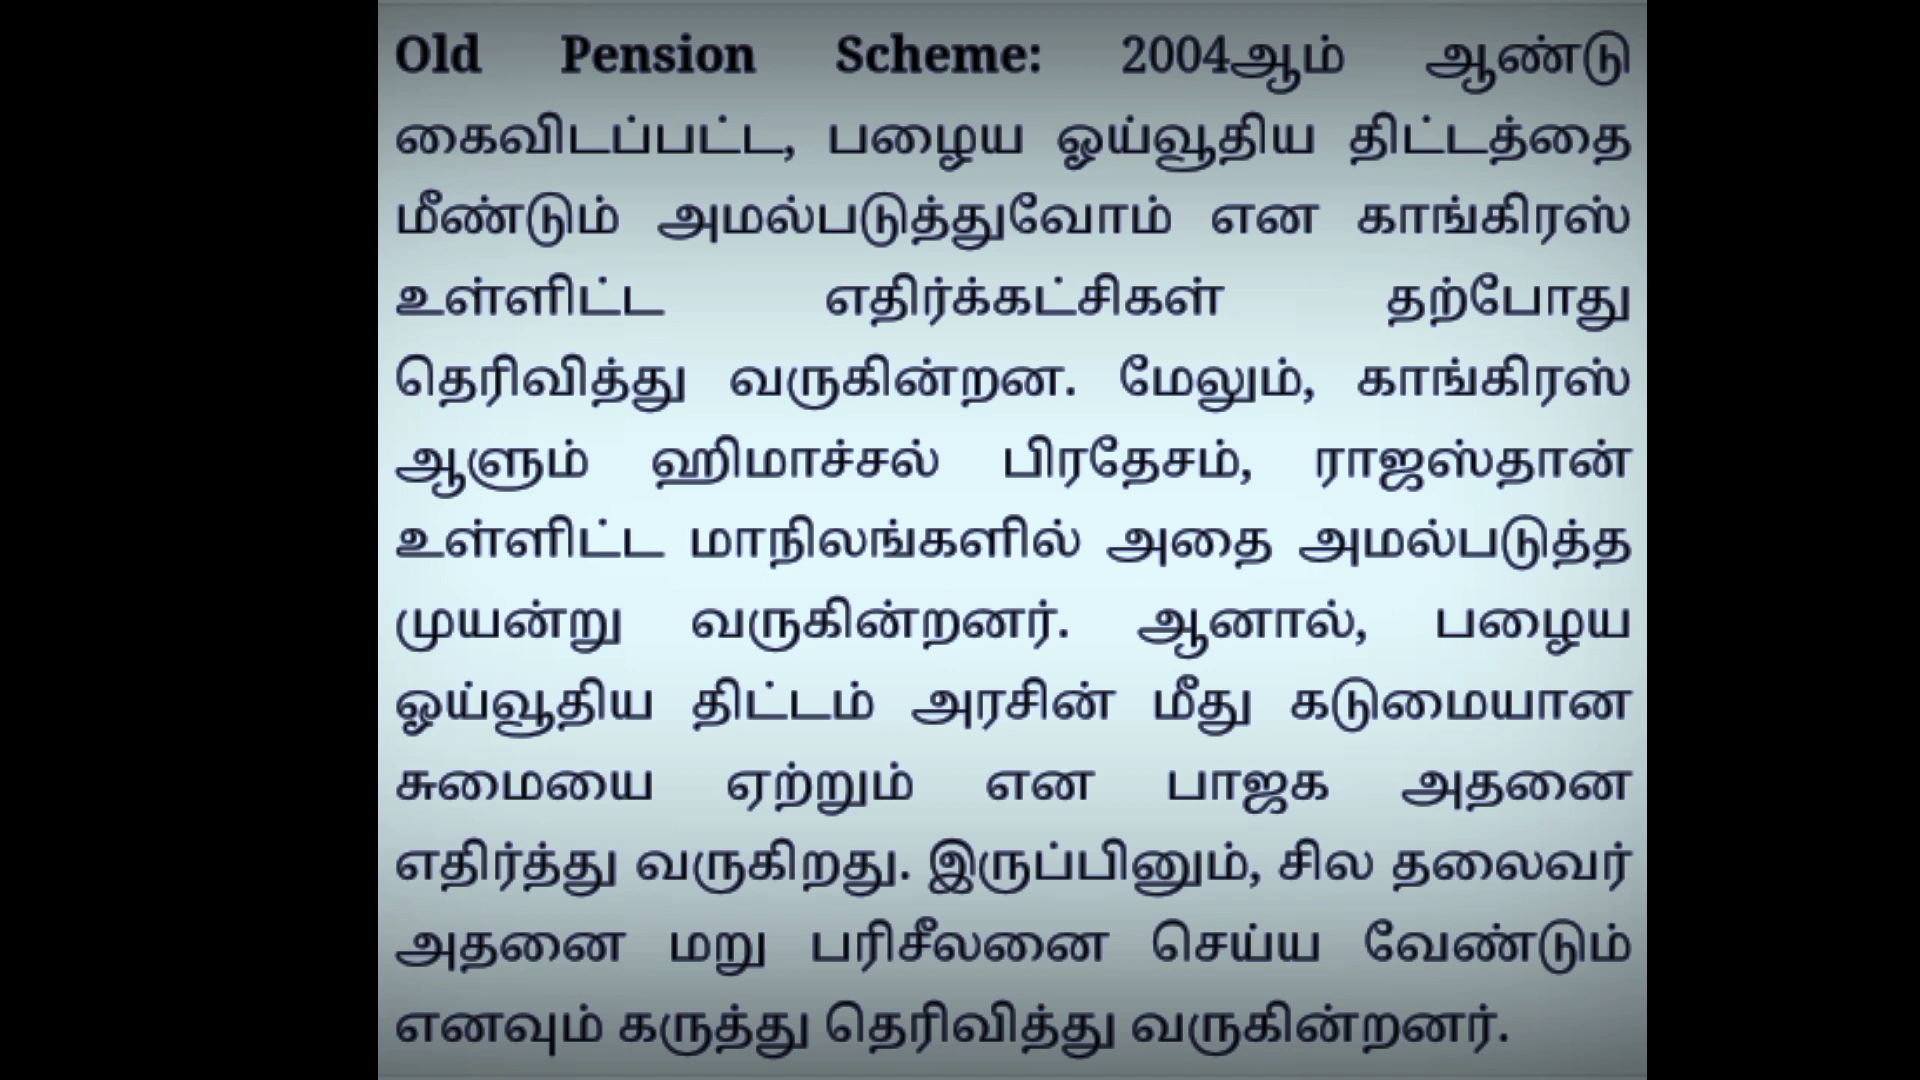 Old Pension Scheme: 2004ஆம் ஆண்டு
கைவிடப்பட்ட, பழைய ஓய்வூதிய திட்டத்தை
மீண்டும் அமல்படுத்துவோம் என காங்கிரஸ்
உள்ளிட்ட எதிர்க்கட்சிகள் தற்போது
தெரிவித்து வருகின்றன. மேலும், காங்கிரஸ்
ஆளும் ஹிமாச்சல் பிரதேசம், ராஜஸ்தான்
உள்ளிட்ட மாநிலங்களில் அதை அமல்படுத்த
முயன்று வருகின்றனர். ஆனால், பழைய
ஓய்வூதிய திட்டம் அரசின் மீது கடுமையான
சுமையை ஏற்றும் என பாஜக அதனை
எதிர்த்து வருகிறது. இருப்பினும், சில தலைவர்
அதனை மறு பரிசீலனை செய்ய வேண்டும்
எனவும் கருத்து தெரிவித்து வருகின்றனர்.